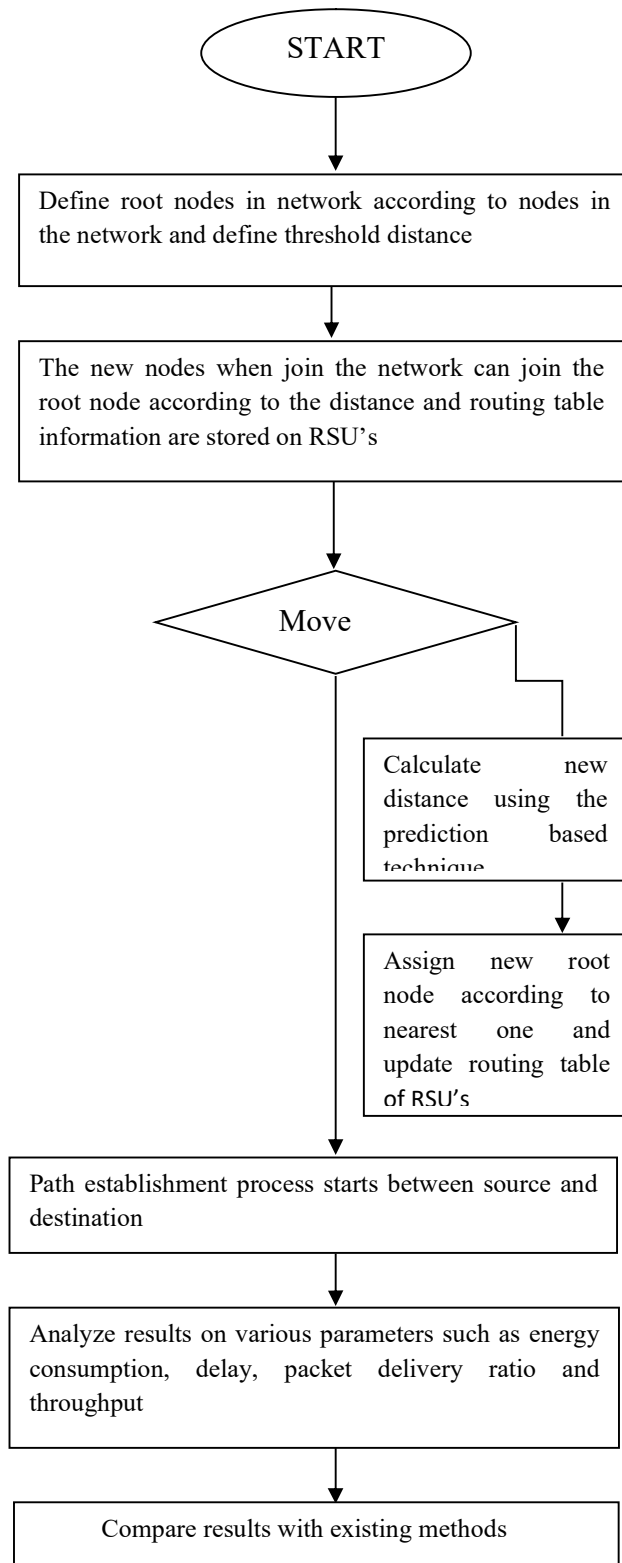 START
Define root nodes in network according to nodes in
the network and define threshold distance
The new nodes when join the network can join the
root node according to the distance and routing table
information are stored on RSU’s
Move
Calculate new
distance using the
prediction based
technique
Assign new root
node according to
nearest one and
update routing table
of RSU’s
Path establishment process starts between source and
destination
Analyze results on various parameters such as energy
consumption, delay, packet delivery ratio and
throughput
Compare results with existing methods